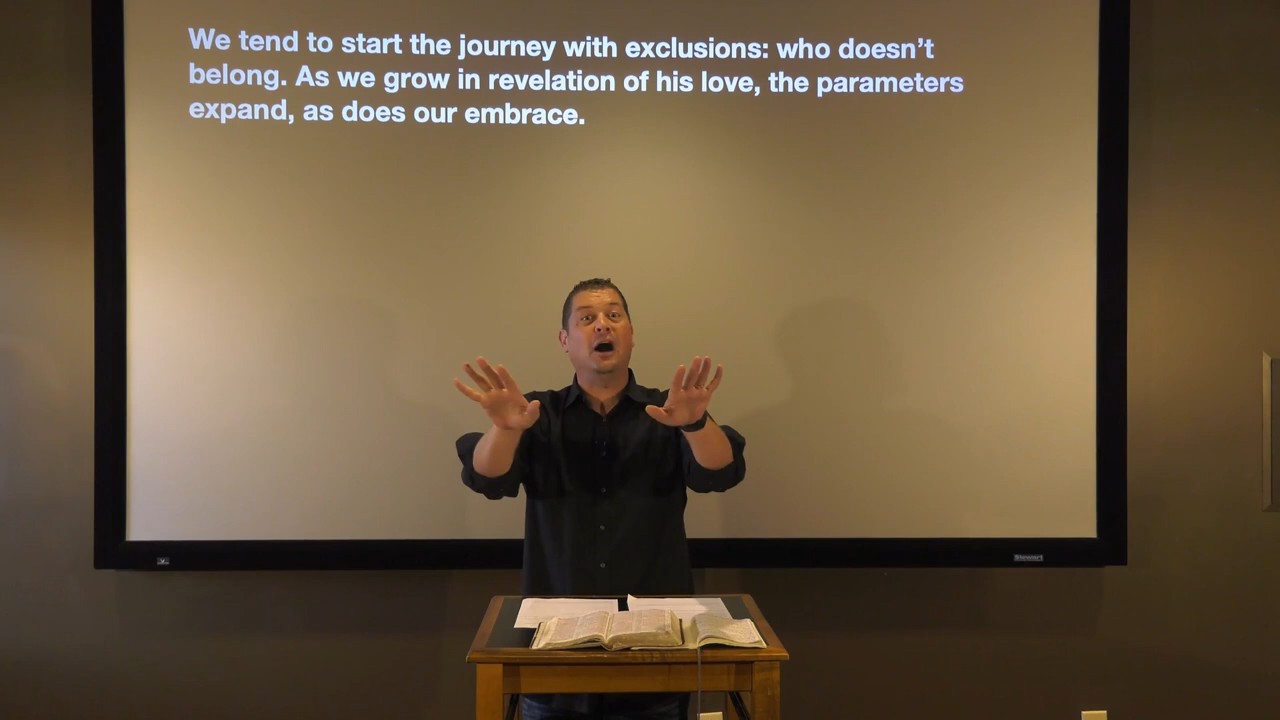 We tend to start the journey with exclusions: who doesn’t
belong. As we grow in revelation of his love, the parameters
expand, as does our embrace.